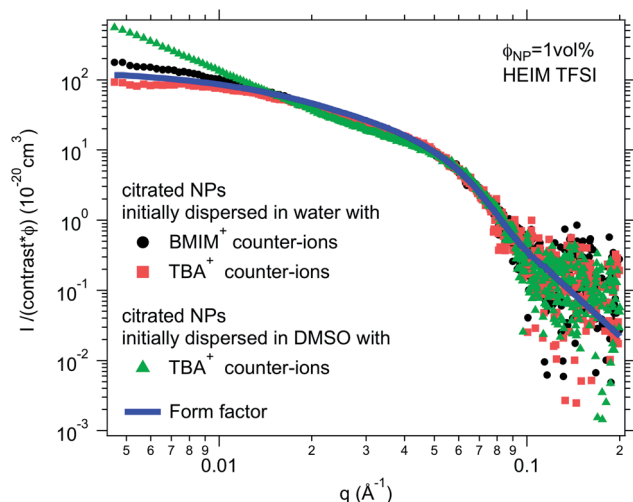 ϕNP=1vol%
HEIM TFSI
I /(contrast*ϕ) (10⁻²⁰ cm³)
10²
10¹
10⁰
10⁻¹
10⁻²
10⁻³
citrated NPs
initially dispersed in water with
BMIM⁺ counter-ions
TBA⁺ counter-ions
citrated NPs
initially dispersed in DMSO with
TBA⁺ counter-ions
Form factor
5 6 7 8 9 0.01 2 3 4 5 6 7 8 9 0.1 2
q (Å⁻¹)